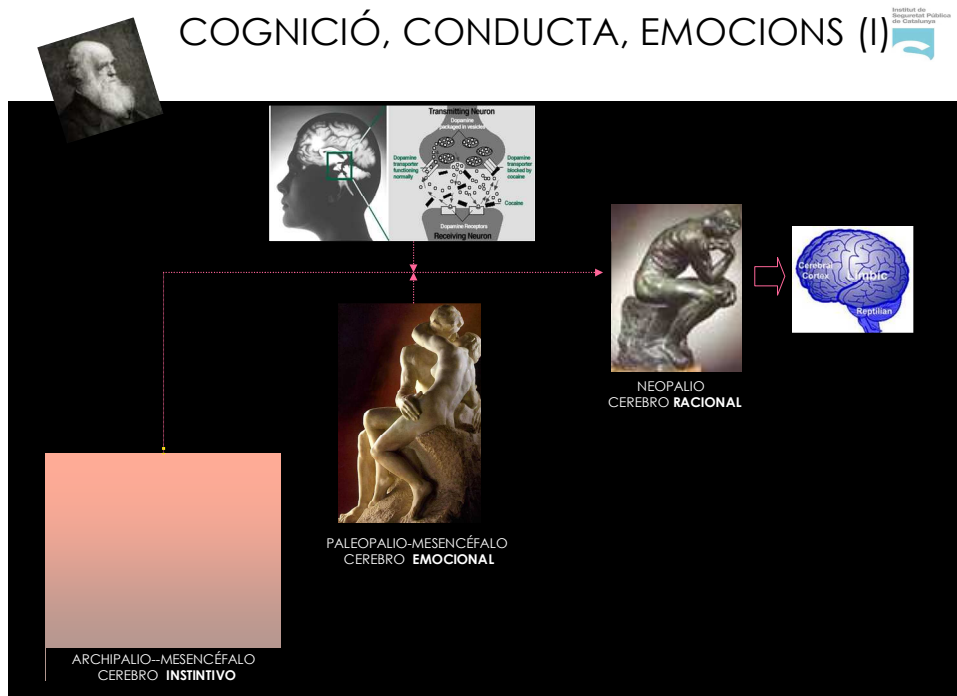 COGNICIÓ, CONDUCTA, EMOCIONS (I)
Institut de
Seguretat Pública
de Catalunya
Transmitting Neuron
Dopamine
packaged in vesicles
Dopamine
transporter
functioning
normally
Dopamine
transporter
blocked by
cocaine
Cocaine
Dopamine Receptors
Receiving Neuron
Cerebral
Cortex
Limbic
Reptilian
NEOPALIO
CEREBRO RACIONAL
PALEOPALIO-MESENCÉFALO
CEREBRO EMOCIONAL
ARCHIPALIO--MESENCÉFALO
CEREBRO INSTINTIVO